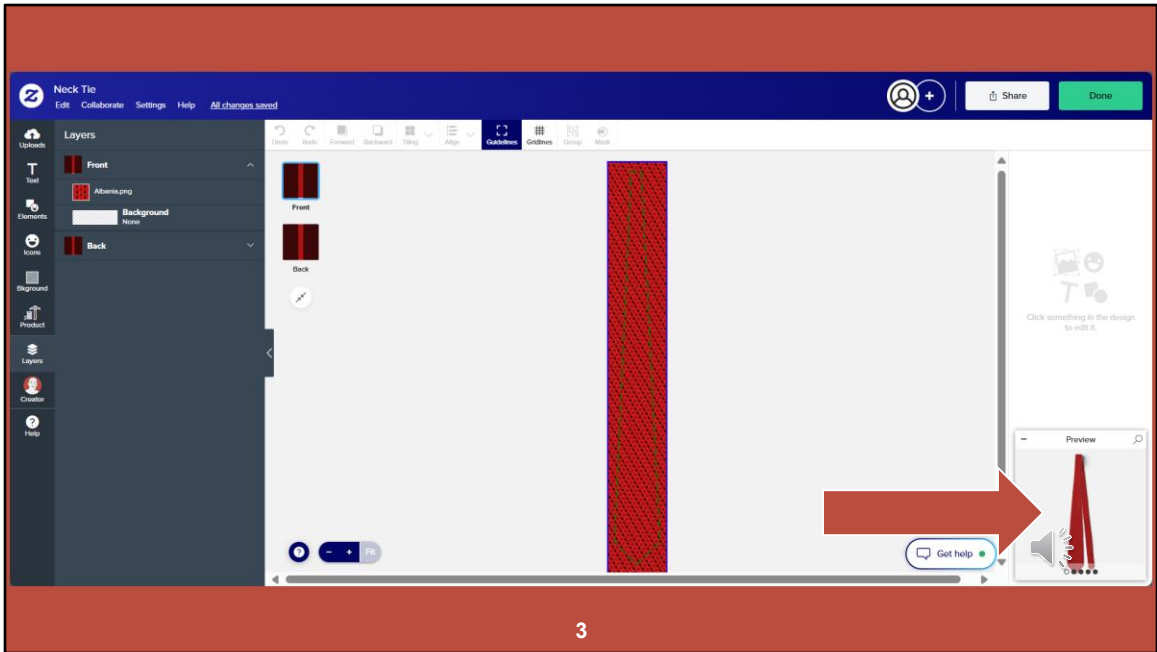 Neck Tie
Edit Collaborate Settings Help All changes saved
Share
Done
Uploads
Text
Elements
Icons
Bkground
Product
Layers
Creator
Help
Layers
Front
Albania.png
Background
None
Back
Undo Redo Forward Backward Tiling Align Guidelines Gridlines Group Mask
Front
Back
Fit
Click something in the design
to edit it.
Preview
Get help
3